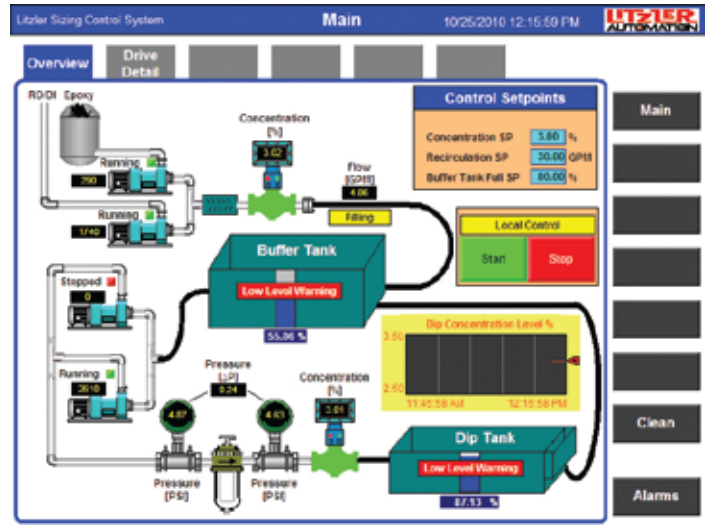 Litzler Sizing Control System
Main
10/25/2010 12:15:59 PM
LITZLER
AUTOMATION
Overview
Drive
Detail
RO/DI Epoxy
Running
290
Running
1740
Concentration
[%]
3.02
Flow
[GPM]
4.06
Filling
Control Setpoints
Concentration SP 3.00 %
Recirculation SP 30.00 GPM
Buffer Tank Full SP 80.00 %
Local Control
Start
Stop
Main
Buffer Tank
Low Level Warning
55.06 %
Stopped
0
Running
2610
Dip Concentration Level %
3.50
2.50
11:45:58 AM
12:15:58 PM
Pressure
0.24
4.87
4.63
Concentration
[%]
3.01
Pressure
[PSI]
Pressure
[PSI]
Dip Tank
Low Level Warning
87.13 %
Clean
Alarms